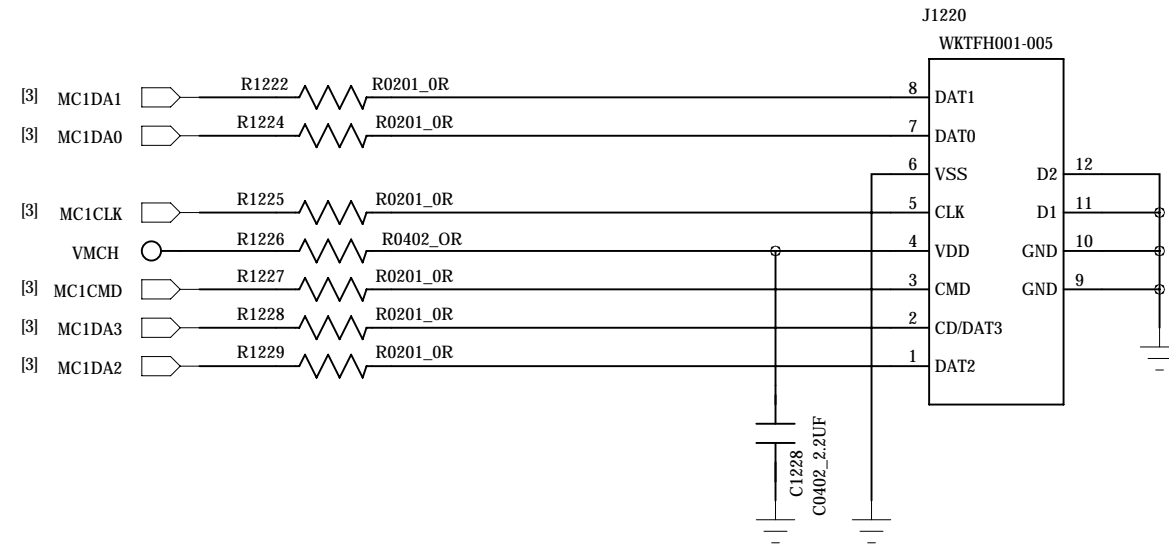 J1220
WKTFH001-005
[3] MC1DA1 R1222 R0201_0R 8 DAT1
[3] MC1DA0 R1224 R0201_0R 7 DAT0
6 VSS D2 12
[3] MC1CLK R1225 R0201_0R 5 CLK D1 11
VMCH R1226 R0402_OR 4 VDD GND 10
[3] MC1CMD R1227 R0201_0R 3 CMD GND 9
[3] MC1DA3 R1228 R0201_0R 2 CD/DAT3
[3] MC1DA2 R1229 R0201_0R 1 DAT2
C1228
C0402_2.2UF